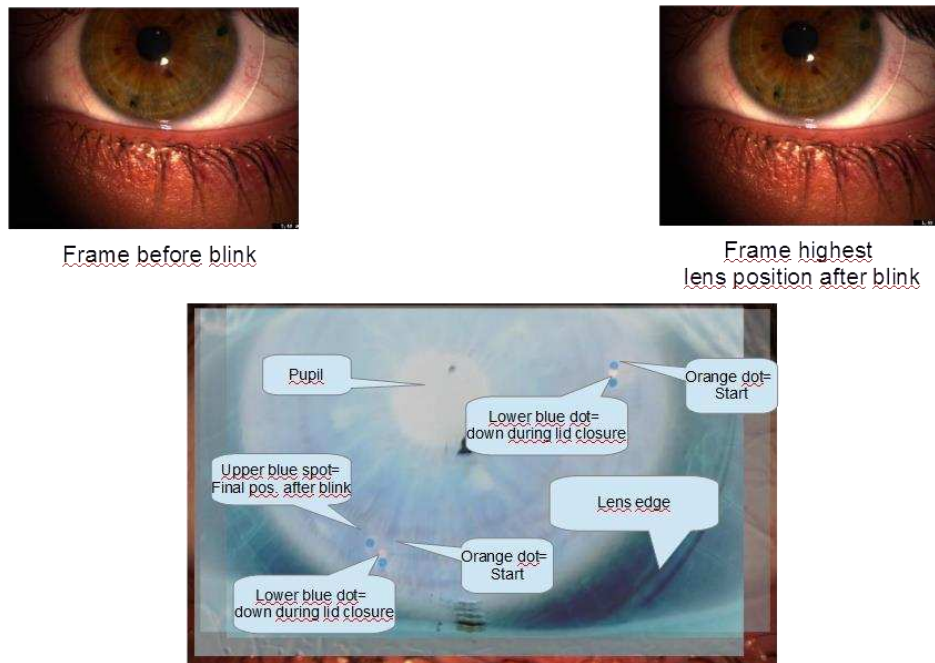 Frame before blink
Frame highest
lens position after blink
Pupil
Orange dot=
Start
Lower blue dot=
down during lid closure
Upper blue spot=
Final pos. after blink
Lens edge
Orange dot=
Start
Lower blue dot=
down during lid closure